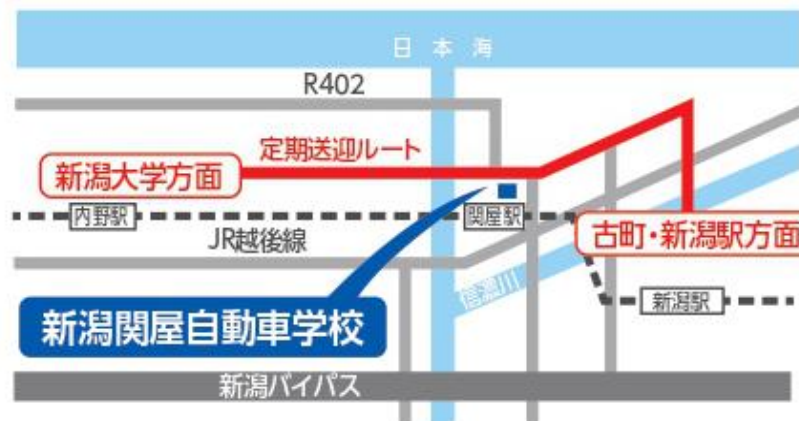 日本海
R402
定期送迎ルート
新潟大学方面
内野駅
関屋駅
JR越後線
古町・新潟駅方面
信濃川
新潟駅
新潟関屋自動車学校
新潟バイパス